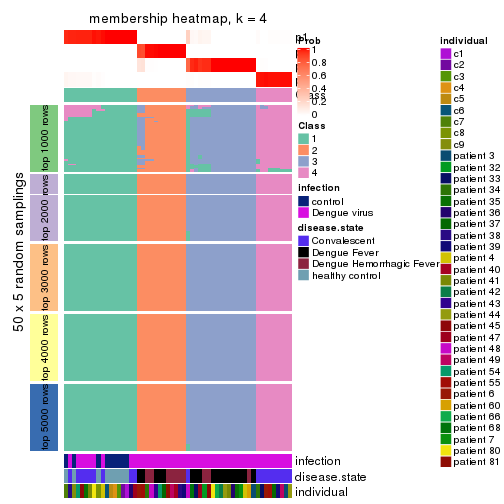 membership heatmap, k = 4
p1
Prob
1
0.8
0.6
0.4
0.2
0
Class
1
2
3
4
infection
control
Dengue virus
disease.state
Convalescent
Dengue Fever
Dengue Hemorrhagic Fever
healthy control
individual
c1
c2
c3
c4
c5
c6
c7
c8
c9
patient 3
patient 32
patient 33
patient 34
patient 35
patient 36
patient 37
patient 38
patient 39
patient 4
patient 40
patient 41
patient 42
patient 43
patient 44
patient 45
patient 47
patient 48
patient 49
patient 54
patient 55
patient 6
patient 60
patient 66
patient 68
patient 7
patient 80
patient 81
50 x 5 random samplings
top 1000 rows
top 2000 rows
top 3000 rows
top 4000 rows
top 5000 rows
infection
disease.state
individual